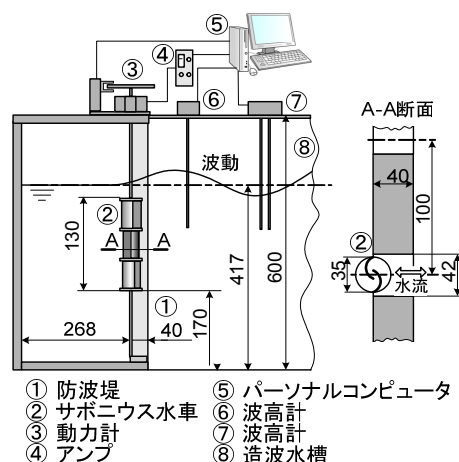 ⑤
④
③
⑥
⑦
A-A断面
⑧
波動
40
100
②
130
A A
②
417
600
35
42
水流
①
268
40
170
① 防波堤
② サボニウス水車
③ 動力計
④ アンプ
⑤ パーソナルコンピュータ
⑥ 波高計
⑦ 波高計
⑧ 造波水槽